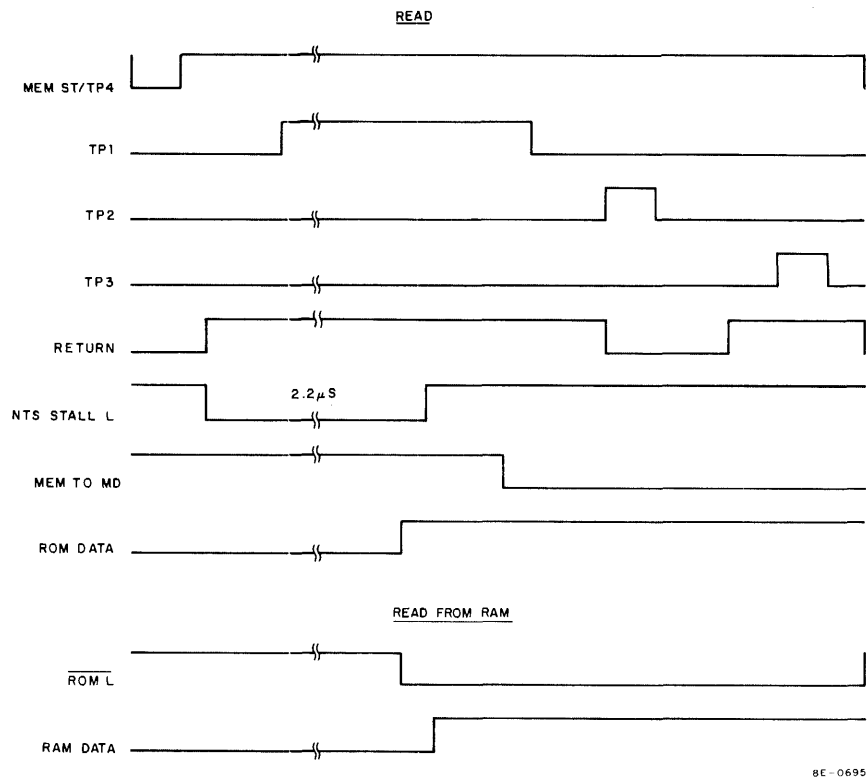 READ
MEM ST/TP4
TP1
TP2
TP3
RETURN
2.2μS
NTS STALL L
MEM TO MD
ROM DATA
READ FROM RAM
ROM L
RAM DATA
8E-0695